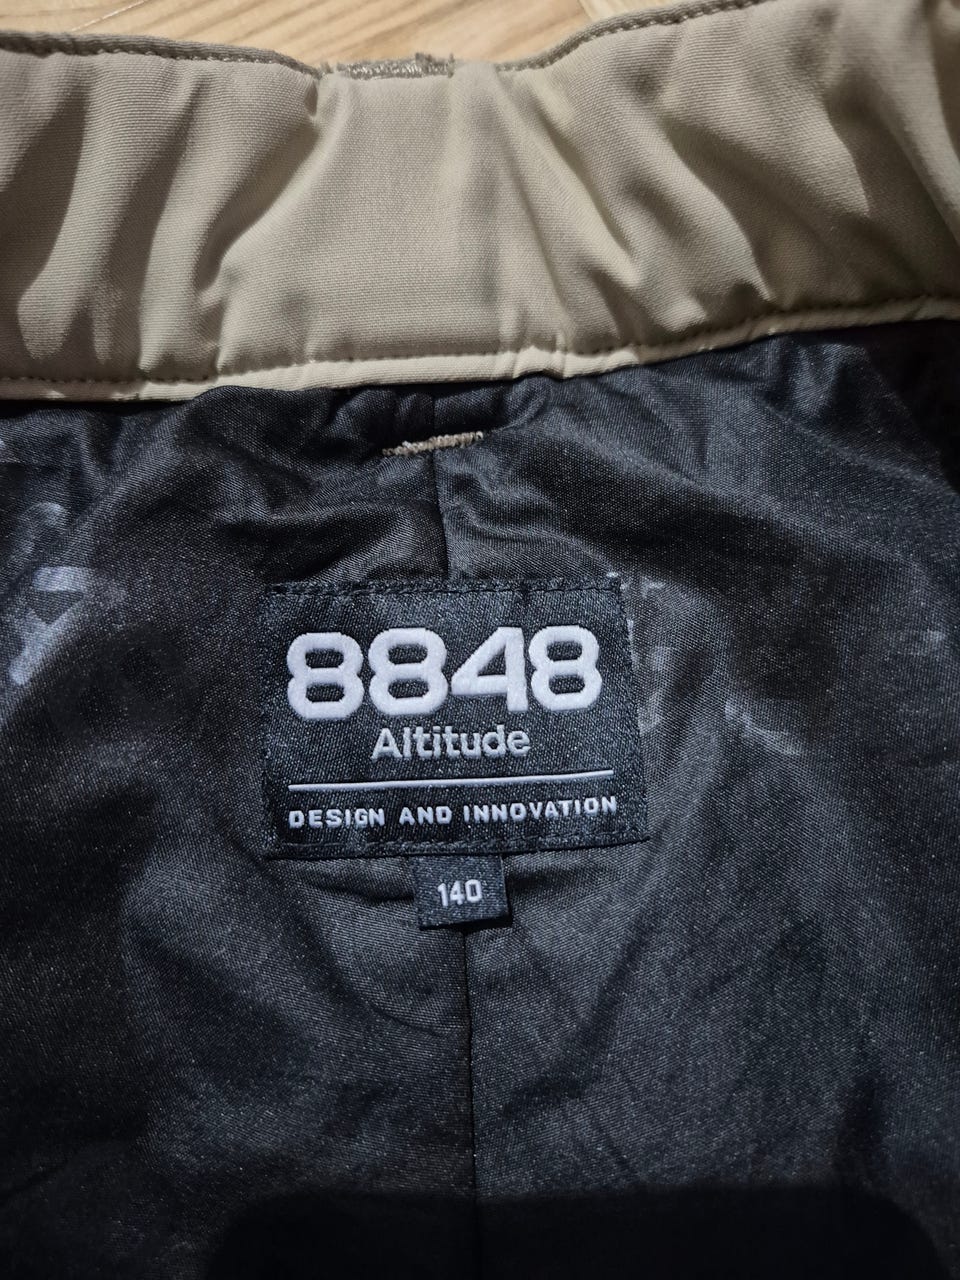 8848
Altitude
DESIGN AND INNOVATION
140